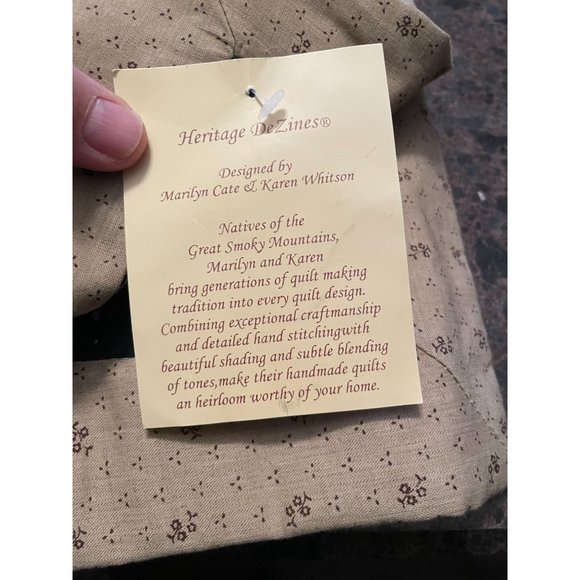 Heritage DeZines®
Designed by
Marilyn Cate & Karen Whitson
Natives of the
Great Smoky Mountains,
Marilyn and Karen
bring generations of quilt making
tradition into every quilt design.
Combining exceptional craftmanship
and detailed hand stitchingwith
beautiful shading and subtle blending
of tones,make their handmade quilts
an heirloom worthy of your home.